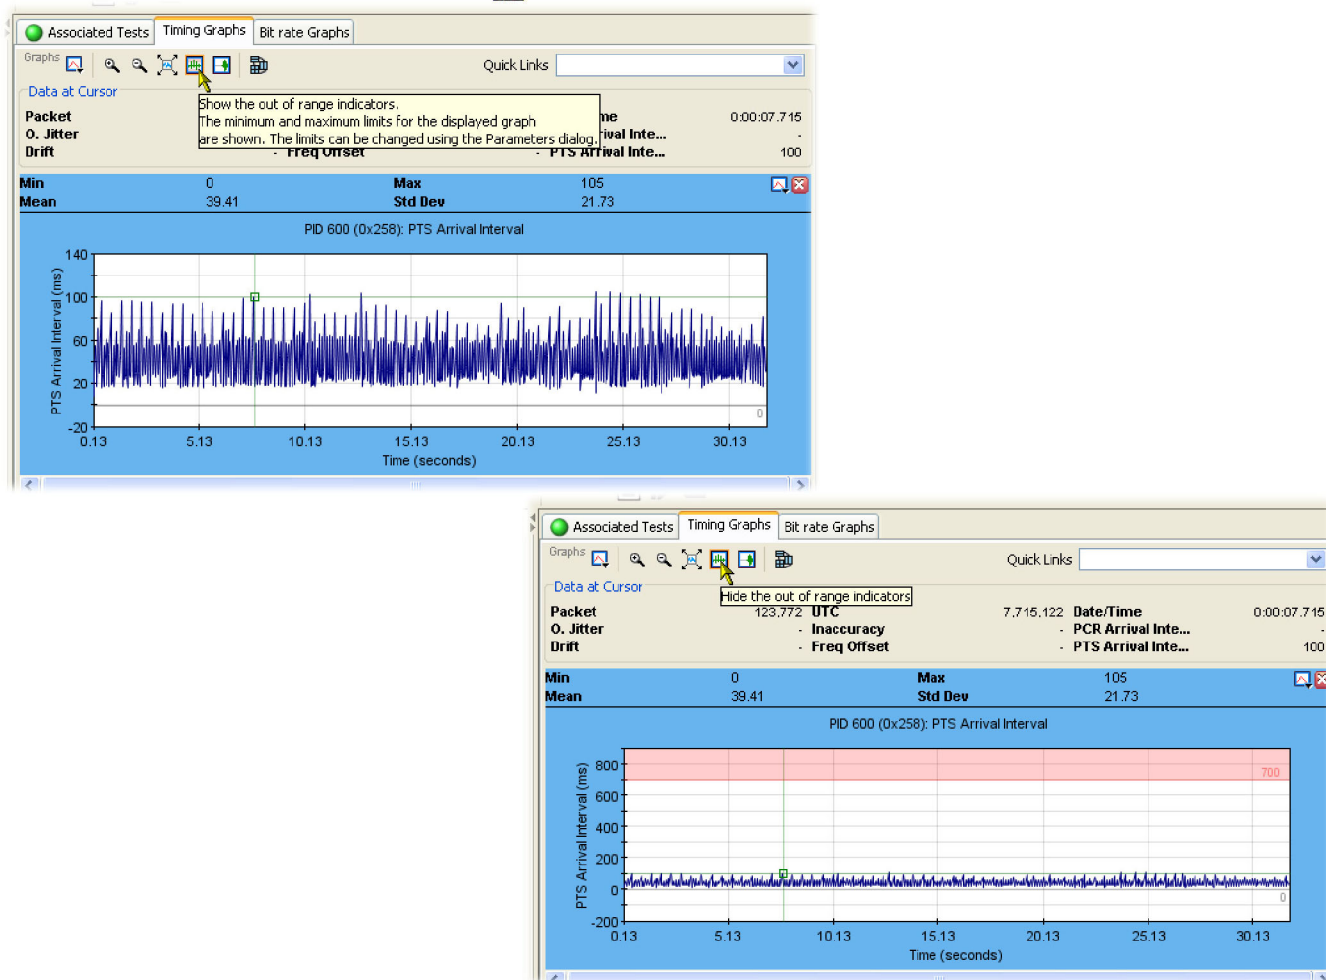 Associated Tests Timing Graphs Bit rate Graphs
Graphs Quick Links
Data at Cursor
Show the out of range indicators.
The minimum and maximum limits for the displayed graph
are shown. The limits can be changed using the Parameters dialog.
Packet me 0:00:07.715
O. Jitter rival Inte... -
Drift - Freq Offset - PTS Arrival Inte... 100
Min 0 Max 105
Mean 39.41 Std Dev 21.73
PID 600 (0x258): PTS Arrival Interval
PTS Arrival Interval (ms)
140
100
60
20
0
-20
0.13 5.13 10.13 15.13 20.13 25.13 30.13
Time (seconds)
Associated Tests Timing Graphs Bit rate Graphs
Graphs Quick Links
Data at Cursor
Hide the out of range indicators
Packet 123,772 UTC 7,715,122 Date/Time 0:00:07.715
O. Jitter - Inaccuracy - PCR Arrival Inte... -
Drift - Freq Offset - PTS Arrival Inte... 100
Min 0 Max 105
Mean 39.41 Std Dev 21.73
PID 600 (0x258): PTS Arrival Interval
PTS Arrival Interval (ms)
800
700
600
400
200
0
0
-200
0.13 5.13 10.13 15.13 20.13 25.13 30.13
Time (seconds)